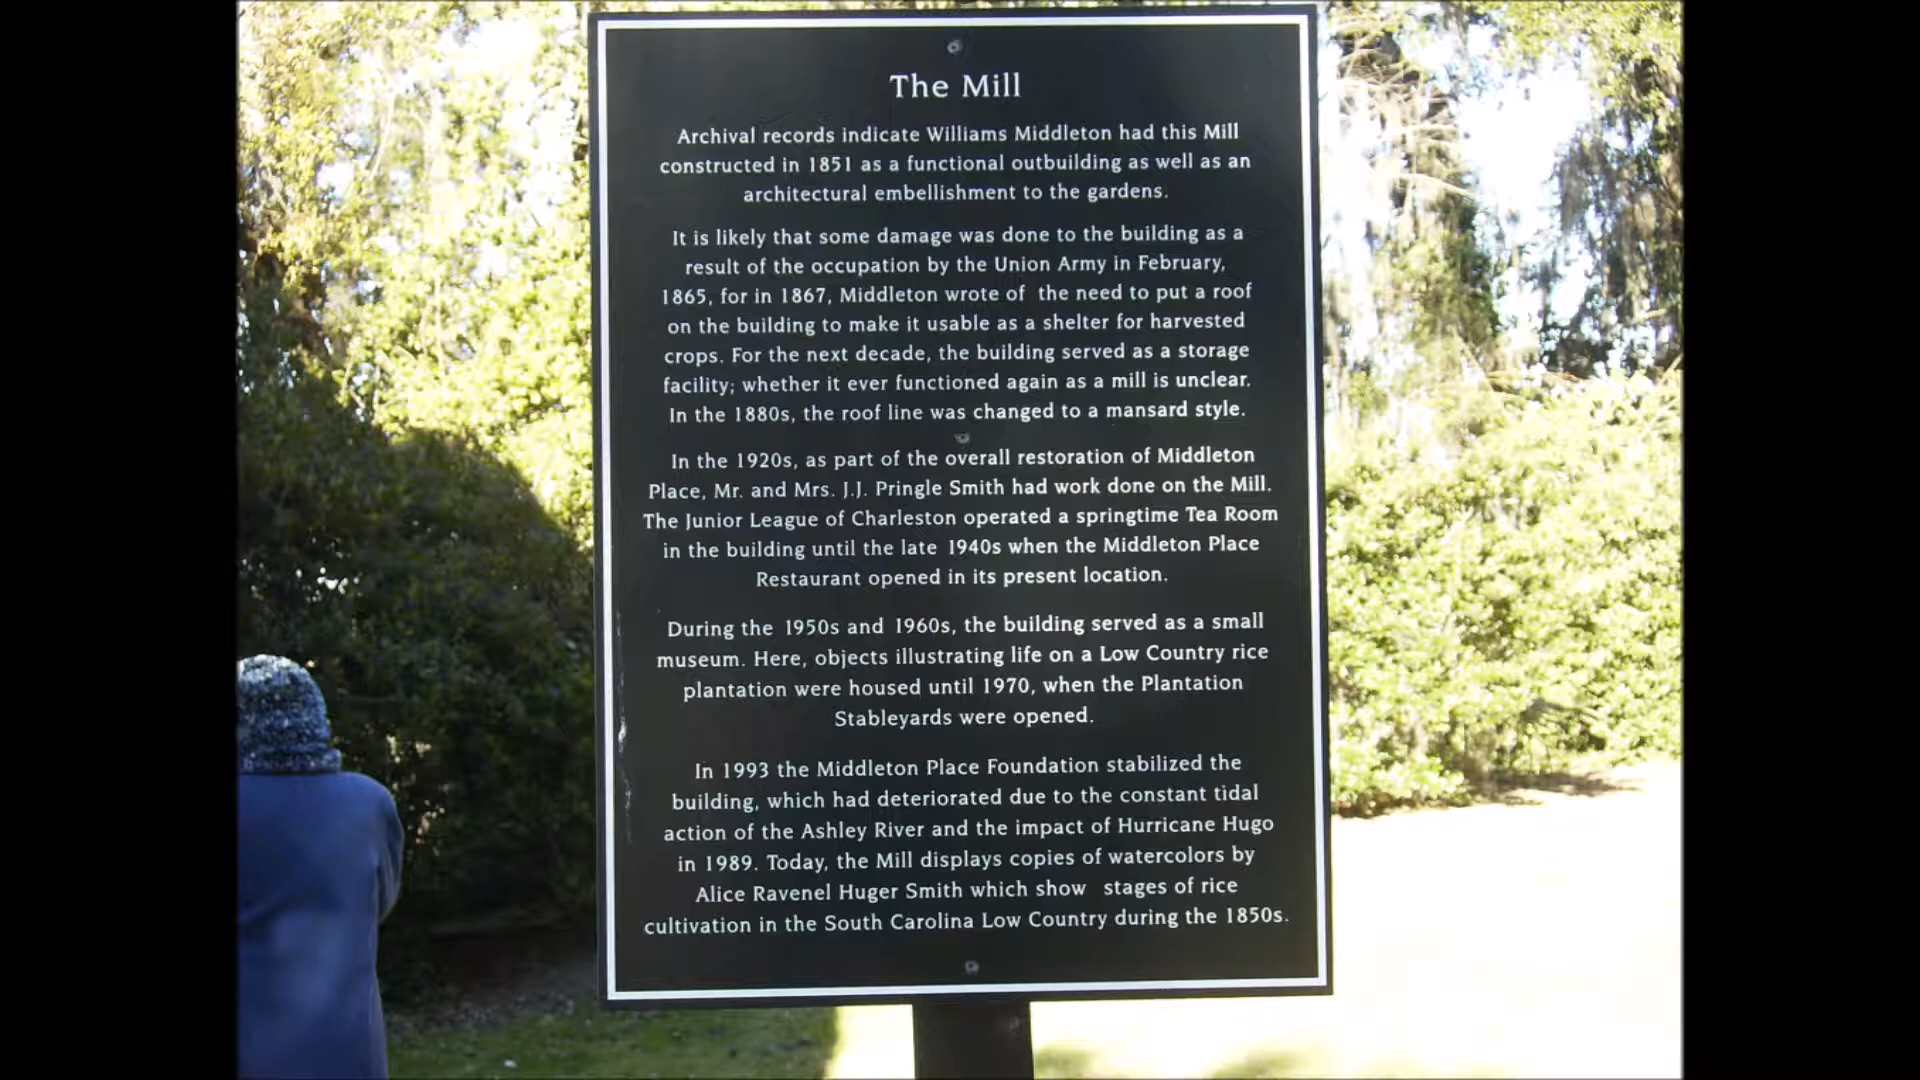 The Mill
Archival records indicate Williams Middleton had this Mill
constructed in 1851 as a functional outbuilding as well as an
architectural embellishment to the gardens.
It is likely that some damage was done to the building as a
result of the occupation by the Union Army in February,
1865, for in 1867, Middleton wrote of the need to put a roof
on the building to make it usable as a shelter for harvested
crops. For the next decade, the building served as a storage
facility; whether it ever functioned again as a mill is unclear.
In the 1880s, the roof line was changed to a mansard style.
In the 1920s, as part of the overall restoration of Middleton
Place, Mr. and Mrs. J.J. Pringle Smith had work done on the Mill.
The Junior League of Charleston operated a springtime Tea Room
in the building until the late 1940s when the Middleton Place
Restaurant opened in its present location.
During the 1950s and 1960s, the building served as a small
museum. Here, objects illustrating life on a Low Country rice
plantation were housed until 1970, when the Plantation
Stableyards were opened.
In 1993 the Middleton Place Foundation stabilized the
building, which had deteriorated due to the constant tidal
action of the Ashley River and the impact of Hurricane Hugo
in 1989. Today, the Mill displays copies of watercolors by
Alice Ravenel Huger Smith which show stages of rice
cultivation in the South Carolina Low Country during the 1850s.